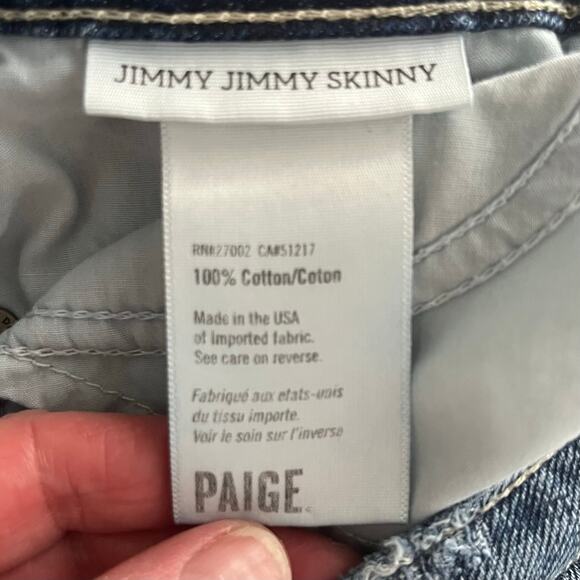 JIMMY JIMMY SKINNY
RN#27002 CA#51217
100% Cotton/Coton
Made in the USA
of imported fabric.
See care on reverse.
Fabriqué aux etats-unis
du tissu importe.
Voir le soin sur l'inverse
PAIGE